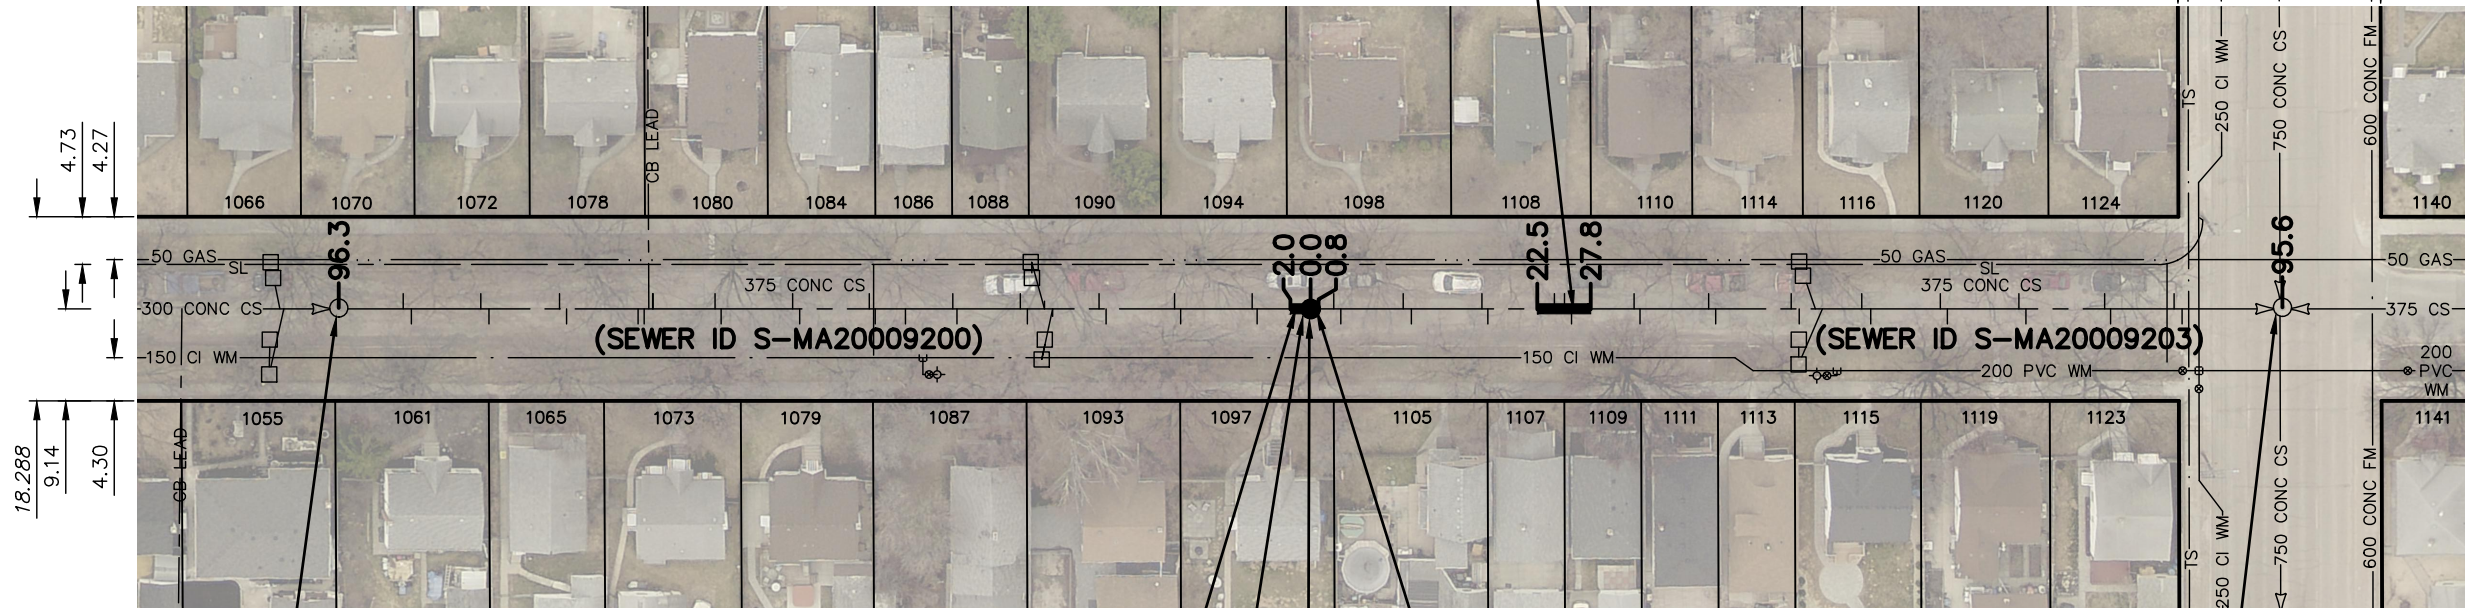 4.73
4.27
18.288
9.14
4.30
1066
1070
1072
1078
CB LEAD
1080
1084
1086
1088
1090
1094
1098
1108
1110
1114
1116
1120
1124
1140
TS
250 CI WM
750 CONC CS
600 CONC FM
50 GAS
SL
96.3
375 CONC CS
2.0
0.0
0.8
22.5
27.8
50 GAS
SL
375 CONC CS
95.6
50 GAS
300 CONC CS
375 CS
(SEWER ID S-MA20009200)
(SEWER ID S-MA20009203)
150 CI WM
150 CI WM
200 PVC WM
200
PVC
WM
1055
1061
1065
1073
1079
1087
1093
1097
1105
1107
1109
1111
1113
1115
1119
1123
1141
CB LEAD
TS
250 CI WM
750 CONC CS
600 CONC FM